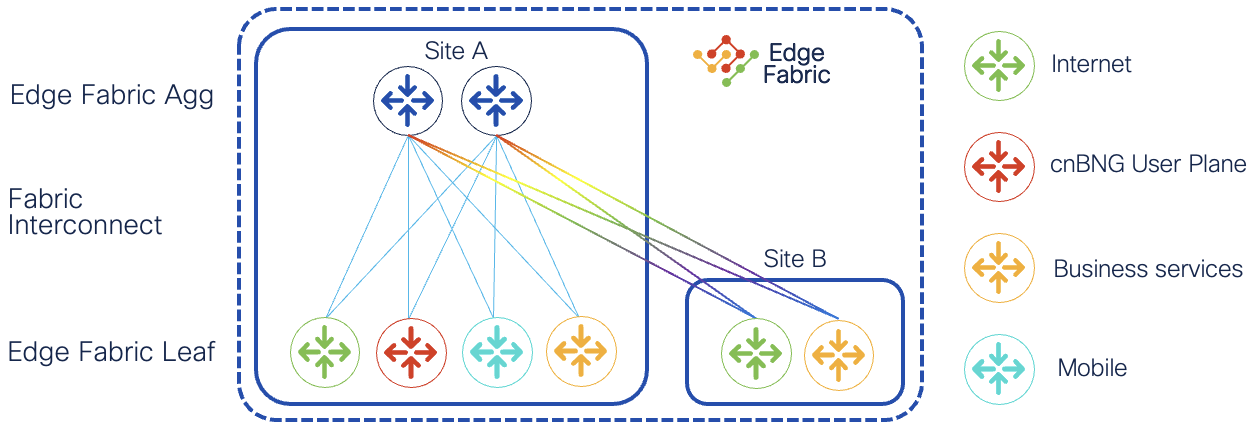 Site A
Edge
Fabric
Internet
Edge Fabric Agg
cnBNG User Plane
Fabric
Interconnect
Site B
Business services
Edge Fabric Leaf
Mobile